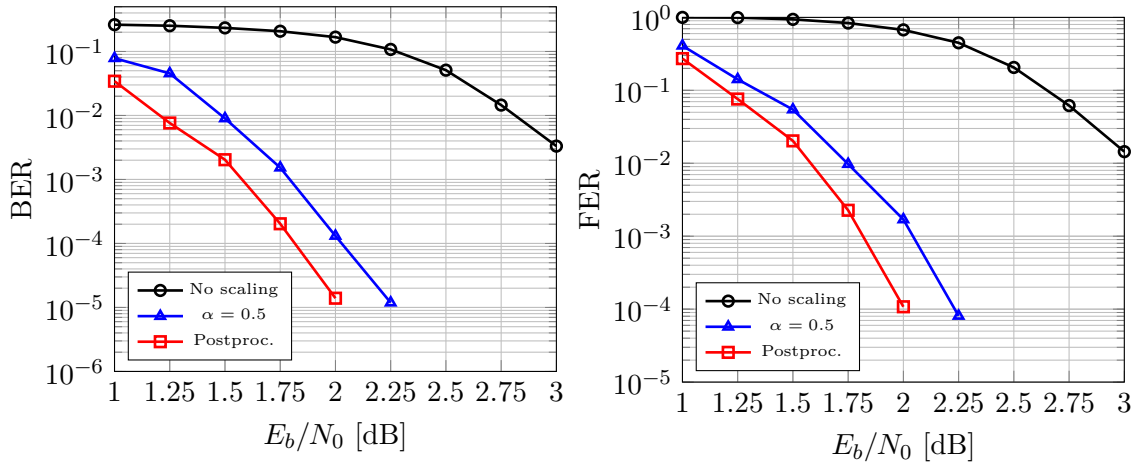 10^{-1}
10^{-2}
10^{-3}
10^{-4}
10^{-5}
10^{-6}
BER
No scaling
α = 0.5
Postproc.
1 1.25 1.5 1.75 2 2.25 2.5 2.75 3
E_b/N_0 [dB]
10^0
10^{-1}
10^{-2}
10^{-3}
10^{-4}
10^{-5}
FER
No scaling
α = 0.5
Postproc.
1 1.25 1.5 1.75 2 2.25 2.5 2.75 3
E_b/N_0 [dB]